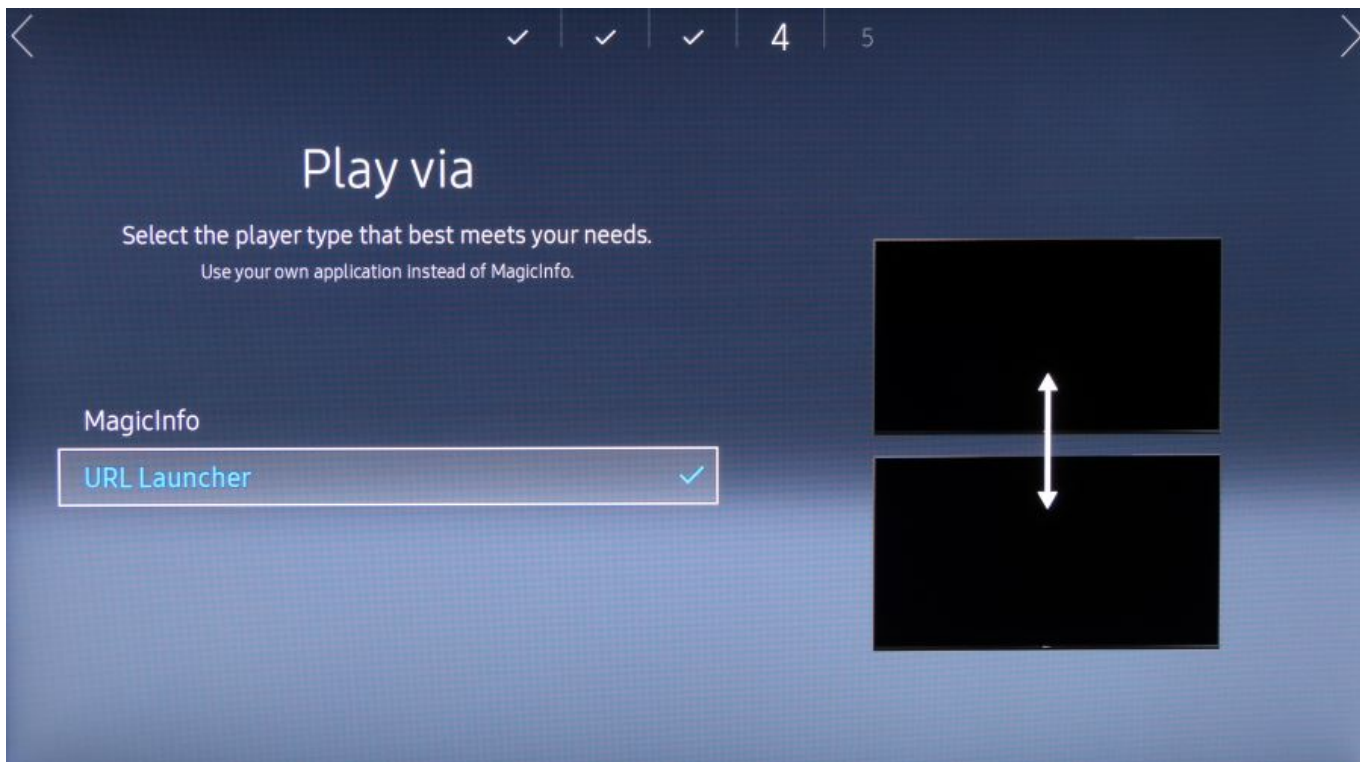 4
5
Play via
Select the player type that best meets your needs.
Use your own application instead of MagicInfo.
MagicInfo
URL Launcher